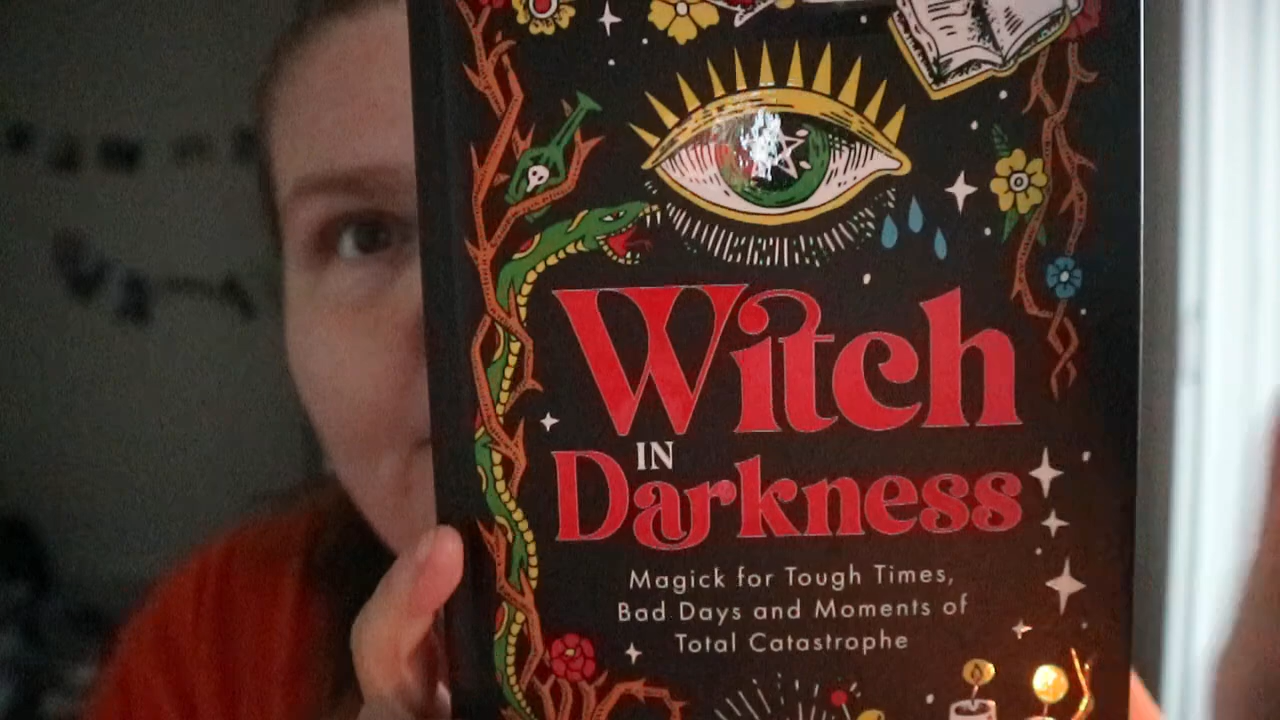 Witch
IN
Darkness
Magick for Tough Times,
Bad Days and Moments of
Total Catastrophe